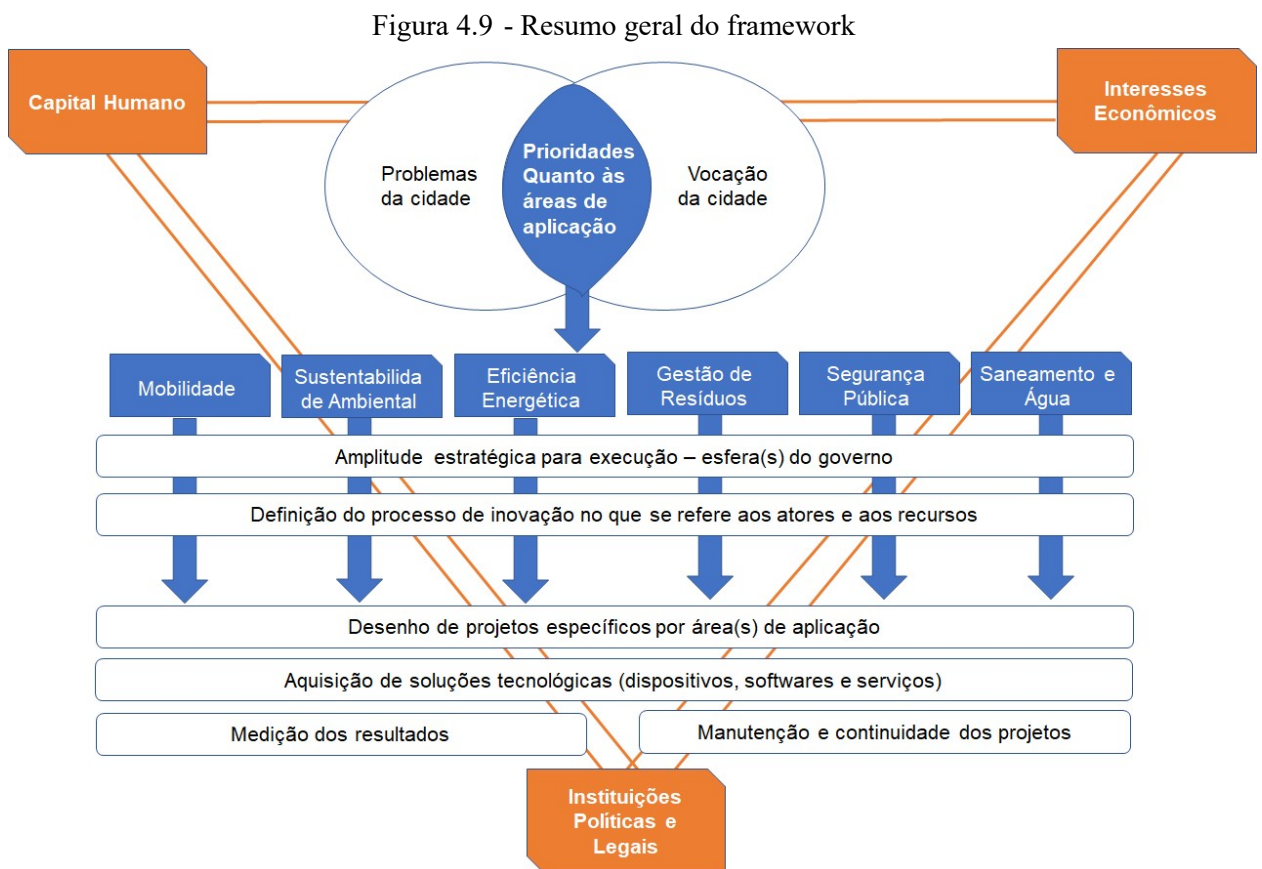 Figura 4.9 - Resumo geral do framework
Capital Humano
Interesses
Econômicos
Problemas
da cidade
Prioridades
Quanto às
áreas de
aplicação
Vocação
da cidade
Mobilidade
Sustentabilida
de Ambiental
Eficiência
Energética
Gestão de
Resíduos
Segurança
Pública
Saneamento e
Água
Amplitude estratégica para execução – esfera(s) do governo
Definição do processo de inovação no que se refere aos atores e aos recursos
Desenho de projetos específicos por área(s) de aplicação
Aquisição de soluções tecnológicas (dispositivos, softwares e serviços)
Medição dos resultados
Manutenção e continuidade dos projetos
Instituições
Políticas e
Legais